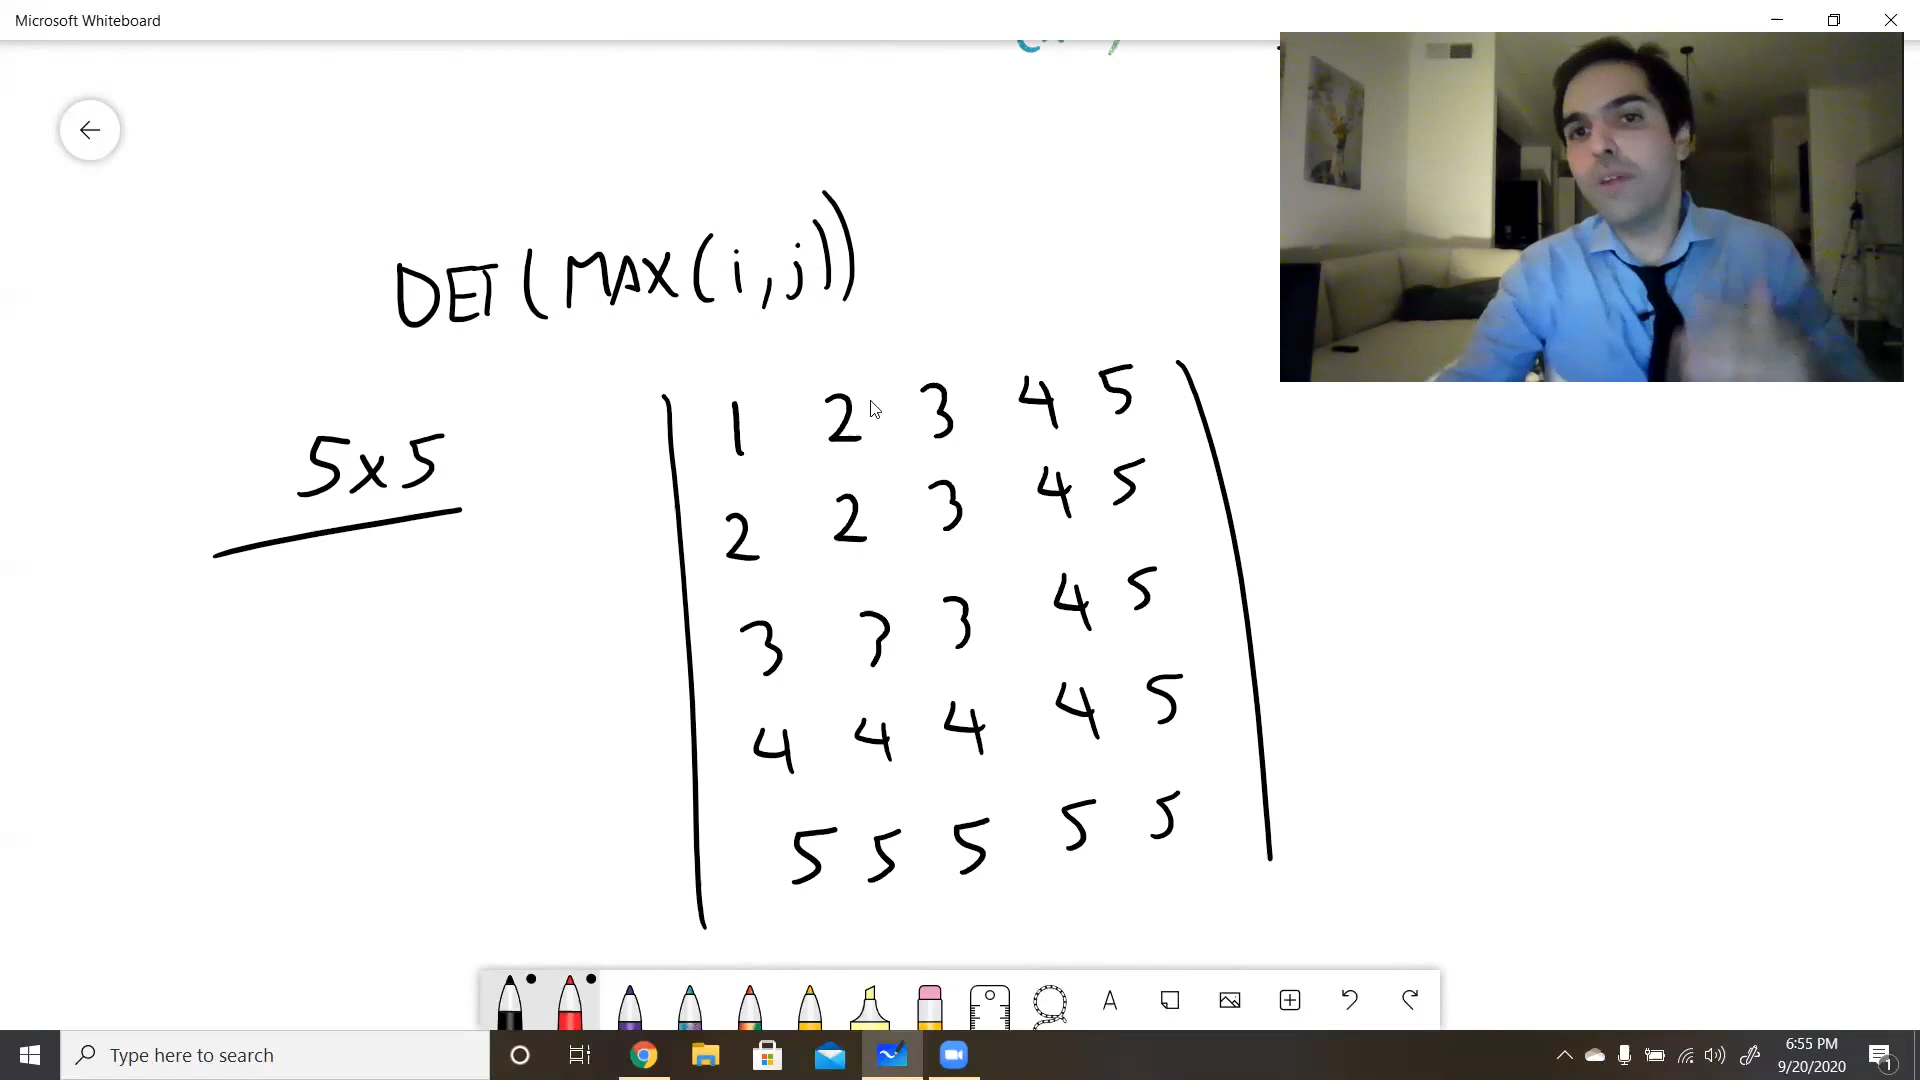 Microsoft Whiteboard
DET(MAX(i,j))
5x5
1 2 3 4 5
2 2 3 4 5
3 3 3 4 5
4 4 4 4 5
5 5 5 5 5
A
Type here to search
6:55 PM
9/20/2020
1